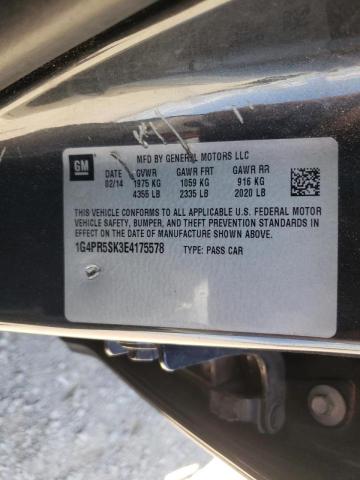 GM
MFD BY GENERAL MOTORS LLC
DATE GVWR GAWR FRT GAWR RR
02/14 1975 KG 1059 KG 916 KG
4355 LB 2335 LB 2020 LB
THIS VEHICLE CONFORMS TO ALL APPLICABLE U.S. FEDERAL MOTOR
VEHICLE SAFETY, BUMPER, AND THEFT PREVENTION STANDARDS IN
EFFECT ON THE DATE OF MANUFACTURE SHOWN ABOVE.
1G4PR5SK3E4175578 TYPE: PASS CAR